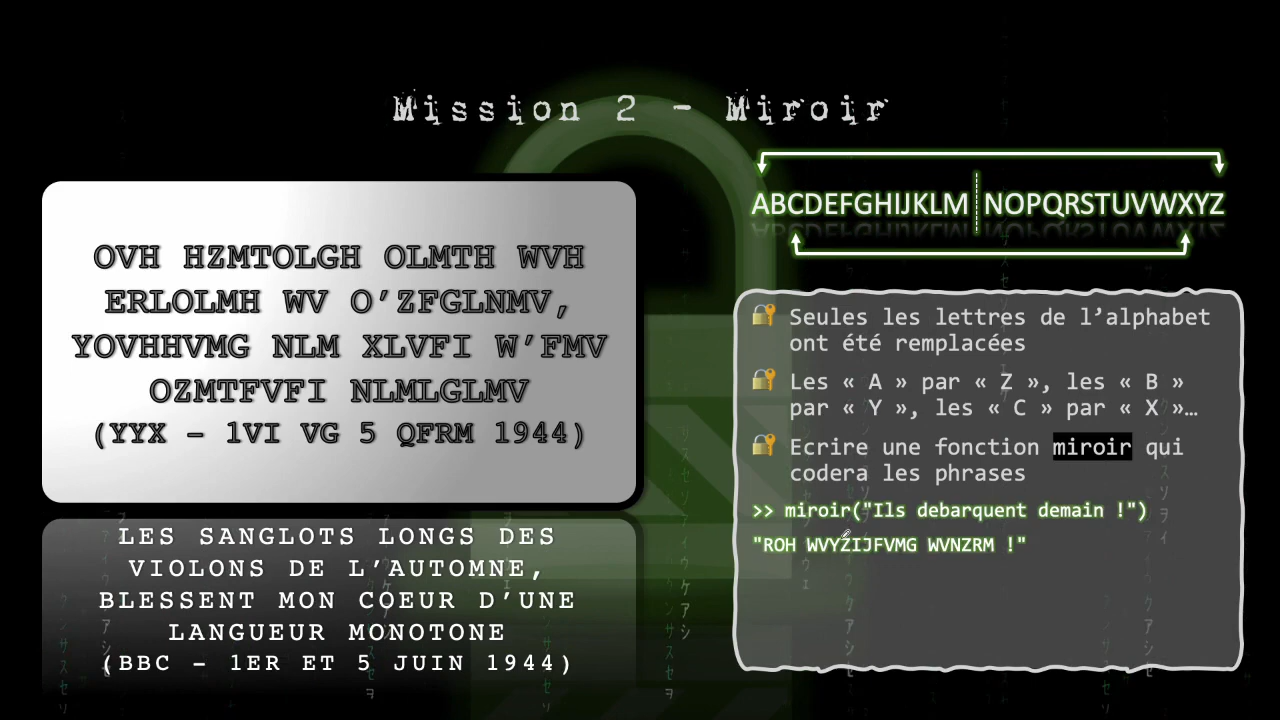 Mission 2 - Miroir
OVH HZMTOLGH OLMTH WVH
ERLOLMH WV O’ZFGLNMV,
YOVHHVMG NLM XLVFI W’FMV
OZMTFVFI NLMLGLMV
(YYX – 1VI VG 5 QFRM 1944)
LES SANGLOTS LONGS DES
VIOLONS DE L’AUTOMNE,
BLESSENT MON COEUR D’UNE
LANGUEUR MONOTONE
(BBC – 1ER ET 5 JUIN 1944)
ABCDEFGHIJKLM NOPQRSTUVWXYZ
Seules les lettres de l’alphabet
ont été remplacées
Les « A » par « Z », les « B »
par « Y », les « C » par « X »…
Ecrire une fonction miroir qui
codera les phrases
>> miroir("Ils debarquent demain !")
"ROH WVYZIJFVMG WVNZRM !"